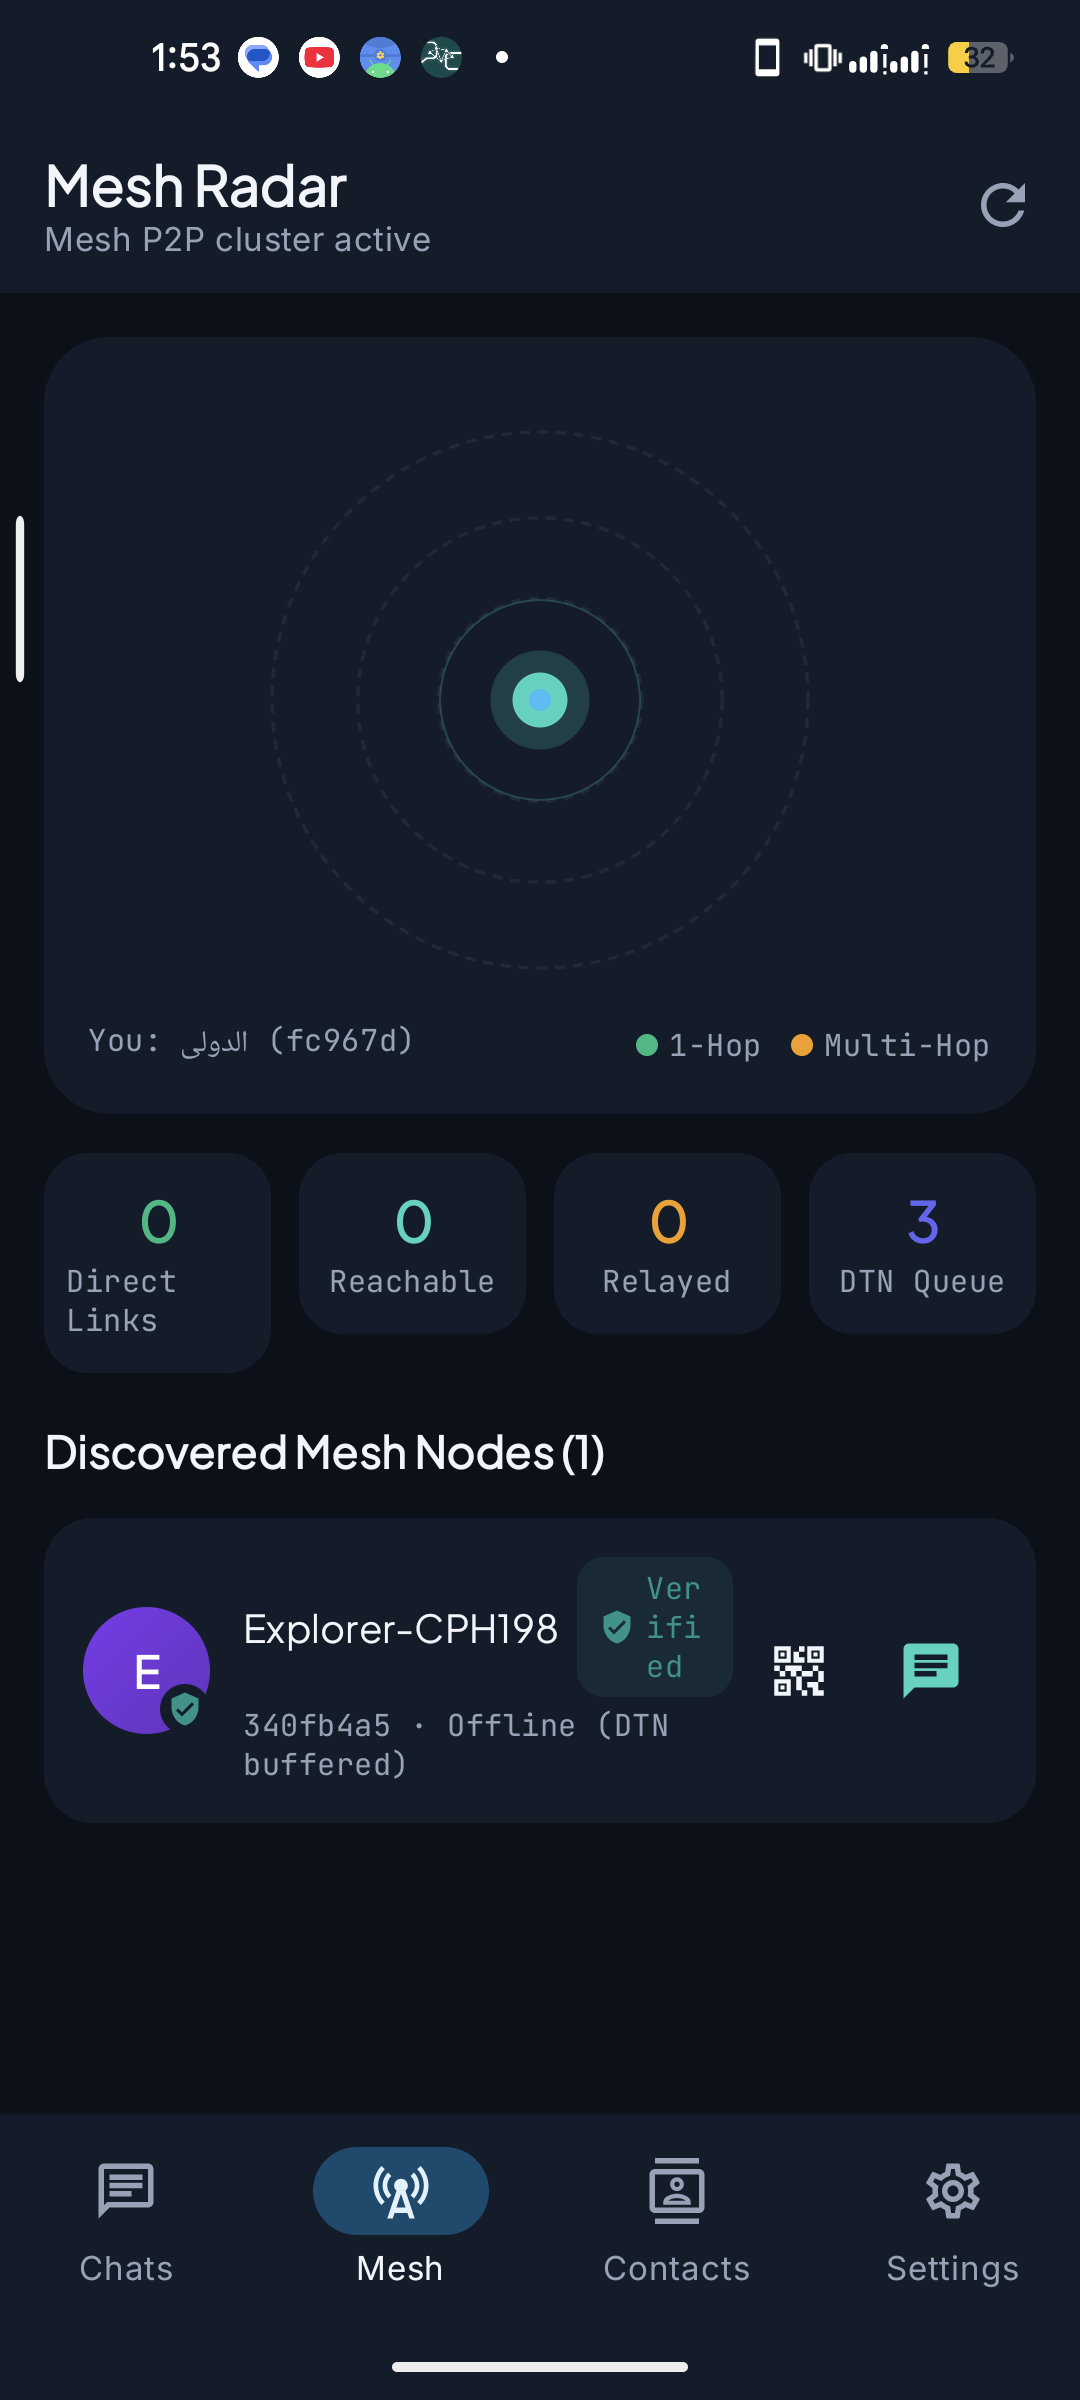 1:53
32
Mesh Radar
Mesh P2P cluster active
You: الدولى (fc967d)
1-Hop
Multi-Hop
0
Direct
Links
0
Reachable
0
Relayed
3
DTN Queue
Discovered Mesh Nodes (1)
E
Explorer-CPH198
Ver
ifi
ed
340fb4a5 · Offline (DTN
buffered)
Chats
Mesh
Contacts
Settings